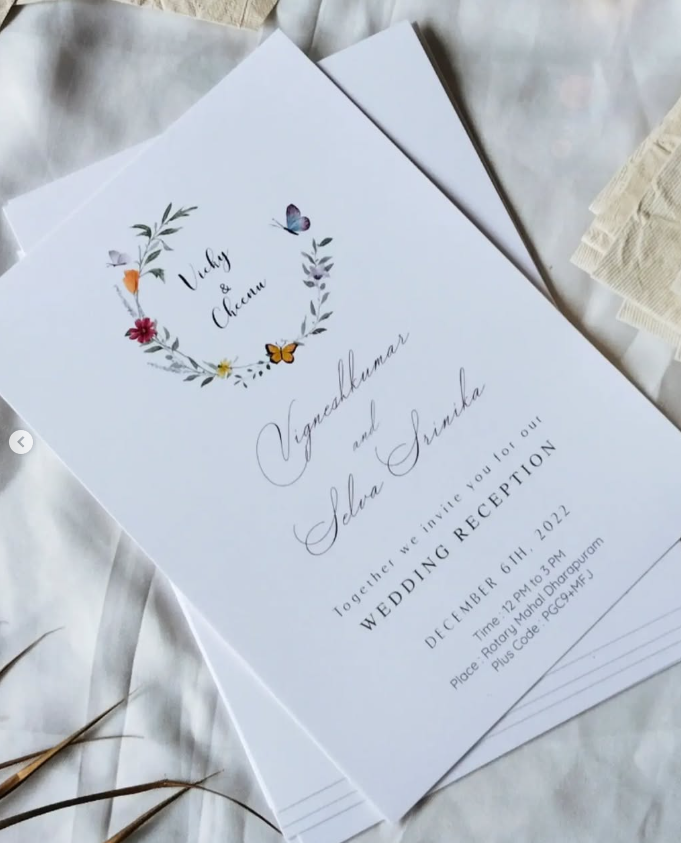 Vicky
&
Cheenu
Vigneshkumar
and
Selva Srinika
Together we invite you for our
WEDDING RECEPTION
DECEMBER 6TH, 2022
Time : 12 PM to 3 PM
Place : Rotary Mahal Dharapuram
Plus Code : PGC9+MFJ